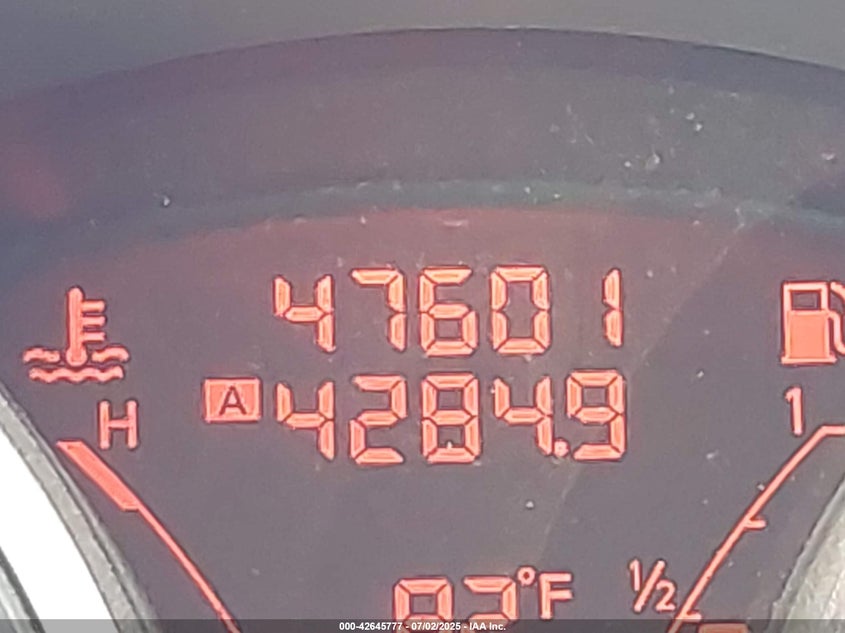 47601
A 4284.9
H
1
1/2
°F
000-42645777 - 07/02/2025 - IAA Inc.